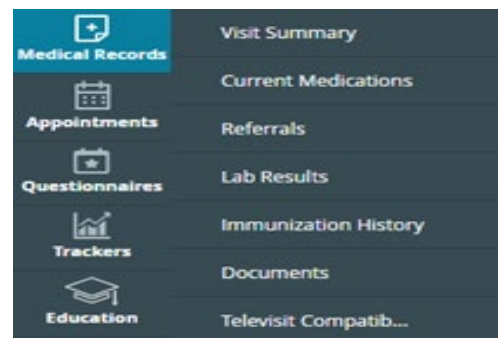 Medical Records
Appointments
Questionnaires
Trackers
Education
Visit Summary
Current Medications
Referrals
Lab Results
Immunization History
Documents
Televisit Compatib...